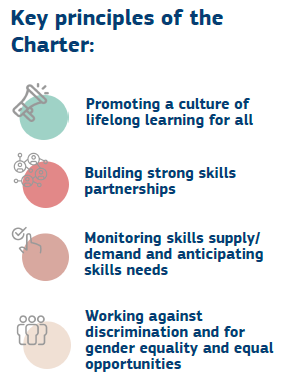 Key principles of the
Charter:
Promoting a culture of
lifelong learning for all
Building strong skills
partnerships
Monitoring skills supply/
demand and anticipating
skills needs
Working against
discrimination and for
gender equality and equal
opportunities